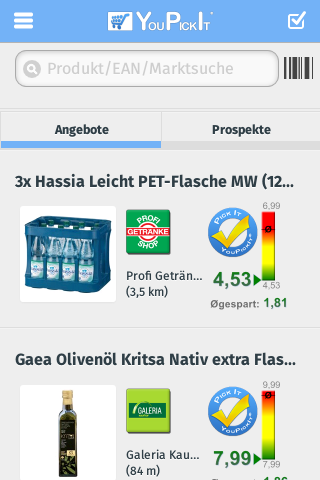 YouPickIt
Produkt/EAN/Marktsuche
Angebote
Prospekte
3x Hassia Leicht PET-Flasche MW (12...
PROFI
GETRÄNKE
SHOP
PICK IT
YouPickIt!
6,99
Ø
4,53
4,53
Profi Geträn...
(3,5 km)
Øgespart: 1,81
Gaea Olivenöl Kritsa Nativ extra Flas...
GALERIA
PICK IT
YouPickIt!
9,99
Ø
7,99
7,99
Galeria Kau...
(84 m)